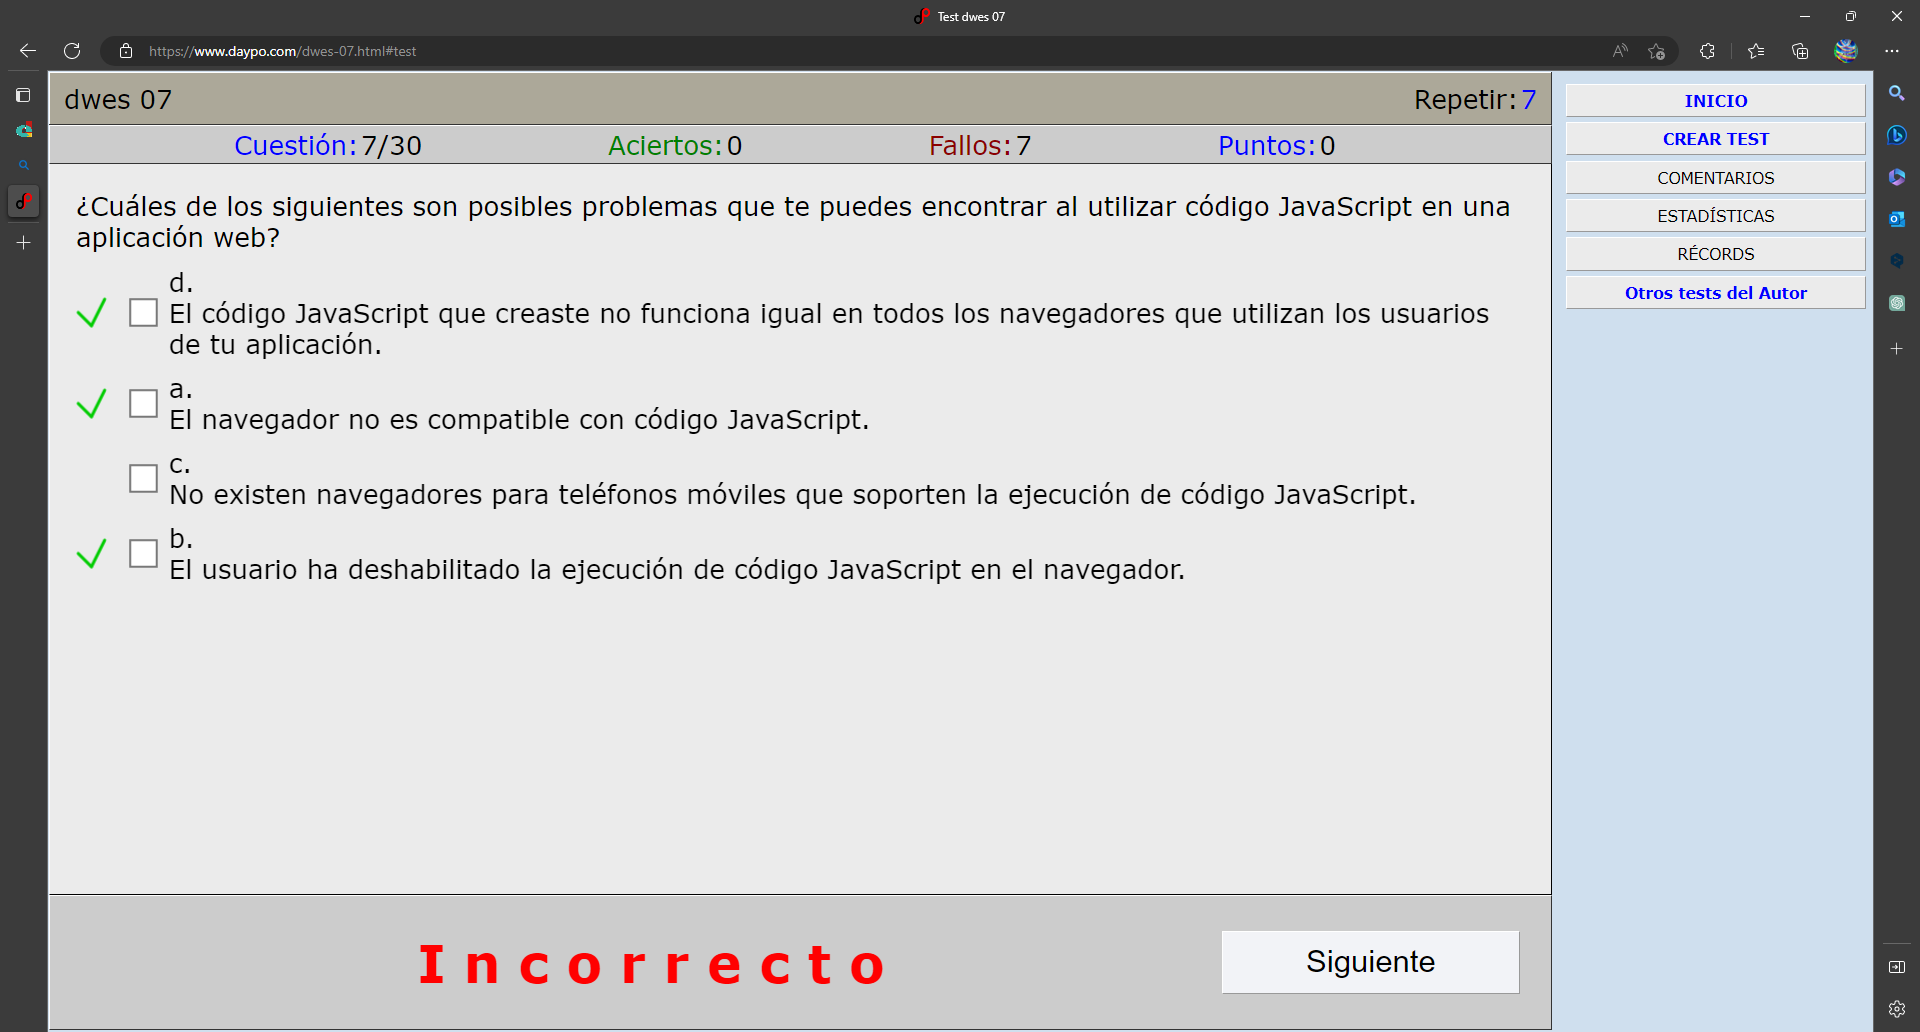 Test dwes 07
https://www.daypo.com/dwes-07.html#test
dwes 07
Repetir: 7
Cuestión: 7/30 Aciertos: 0 Fallos: 7 Puntos: 0
¿Cuáles de los siguientes son posibles problemas que te puedes encontrar al utilizar código JavaScript en una
aplicación web?
d.
El código JavaScript que creaste no funciona igual en todos los navegadores que utilizan los usuarios
de tu aplicación.
a.
El navegador no es compatible con código JavaScript.
c.
No existen navegadores para teléfonos móviles que soporten la ejecución de código JavaScript.
b.
El usuario ha deshabilitado la ejecución de código JavaScript en el navegador.
Incorrecto
Siguiente
INICIO
CREAR TEST
COMENTARIOS
ESTADÍSTICAS
RÉCORDS
Otros tests del Autor